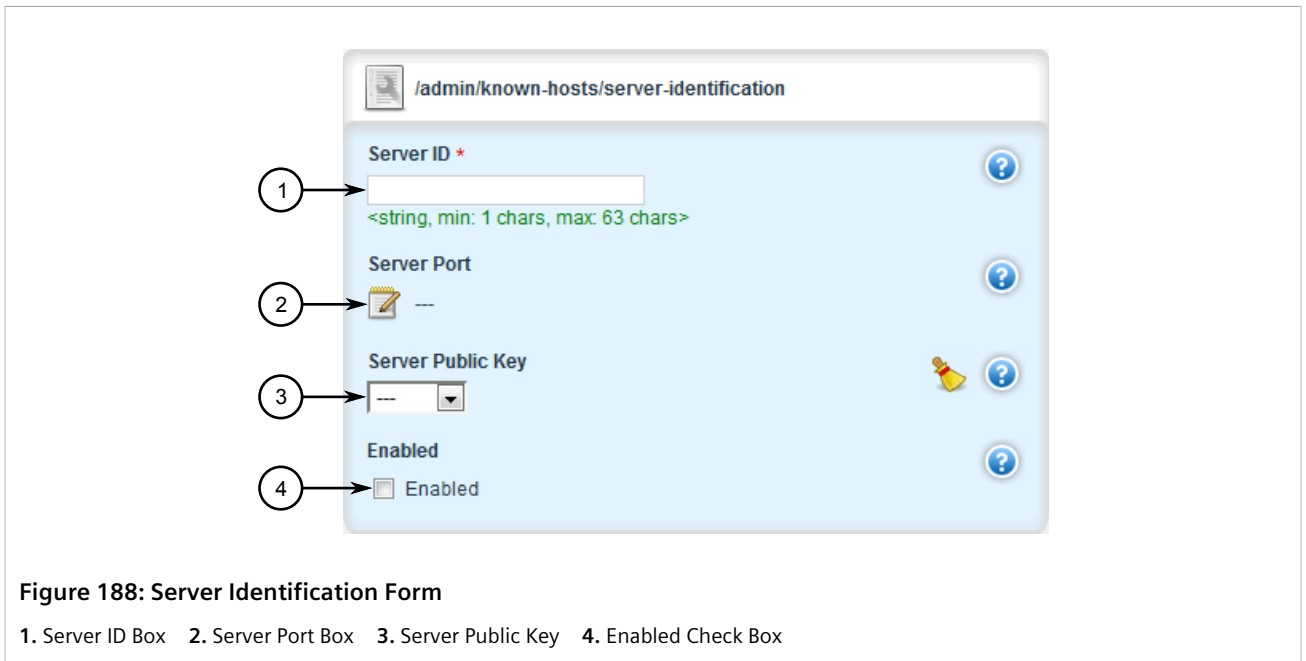 /admin/known-hosts/server-identification
Server ID *
1
<string, min: 1 chars, max: 63 chars>
Server Port
2
---
Server Public Key
3
---
Enabled
4
Enabled
Figure 188: Server Identification Form
1. Server ID Box 2. Server Port Box 3. Server Public Key 4. Enabled Check Box